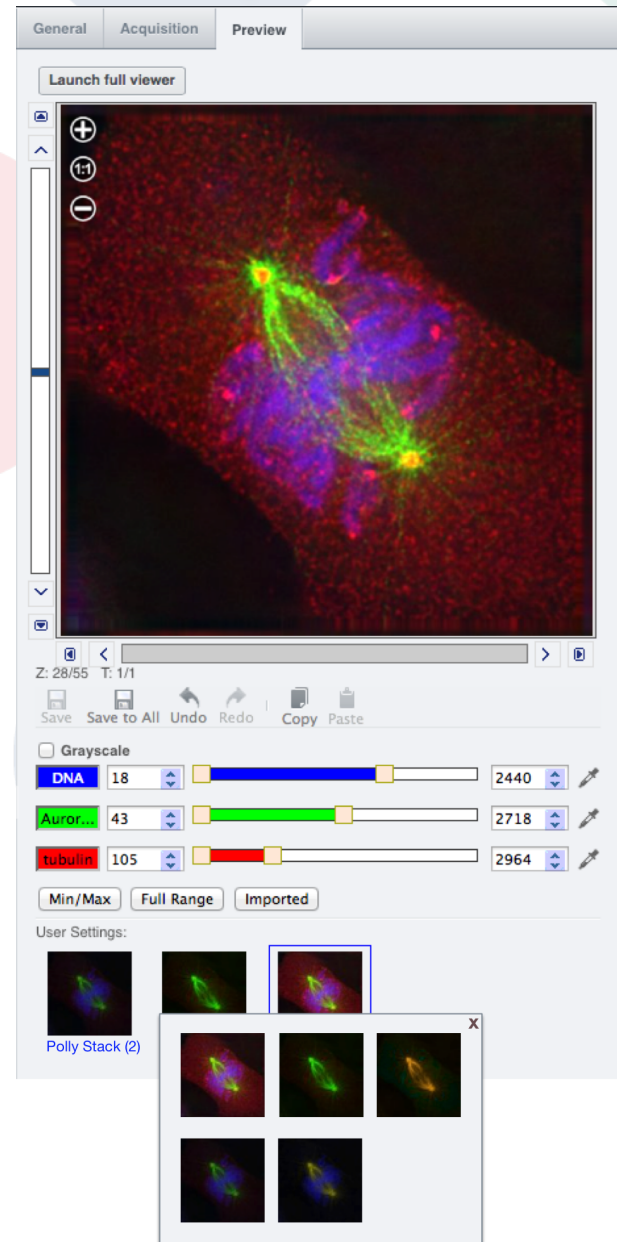 General Acquisition Preview
Launch full viewer
1:1
Z: 28/55 T: 1/1
Save Save to All Undo Redo Copy Paste
Grayscale
DNA 18 2440
Auror... 43 2718
tubulin 105 2964
Min/Max Full Range Imported
User Settings:
x
Polly Stack (2)